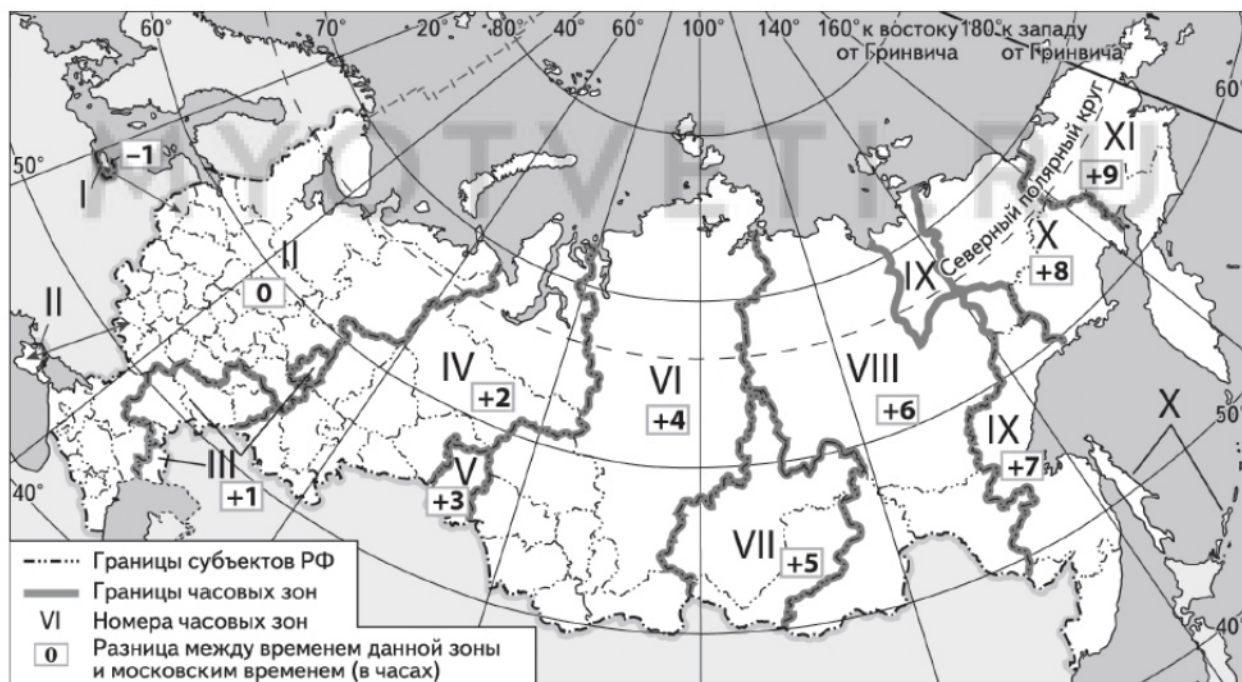 60° 70° 20° 80° 40° 60° 80° 100° 120° 140° 160° к востоку от Гринвича 180° к западу от Гринвича
60°
50°
MYOTVETI.RU
–1
I
XI
+9
Северный полярный круг
II
0
IX
X
+8
II
IV
+2
VI
+4
VIII
+6
X
50°
IX
+7
III
+1
V
+3
40°
VII
+5
40°
Границы субъектов РФ
Границы часовых зон
VI Номера часовых зон
0 Разница между временем данной зоны
и московским временем (в часах)